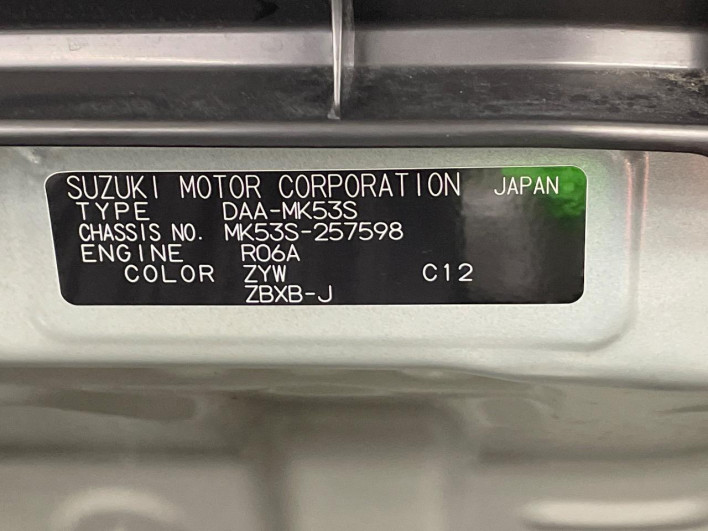 SUZUKI MOTOR CORPORATION JAPAN
TYPE DAA-MK53S
CHASSIS NO. MK53S-257598
ENGINE R06A
COLOR ZYW C12
ZBXB-J